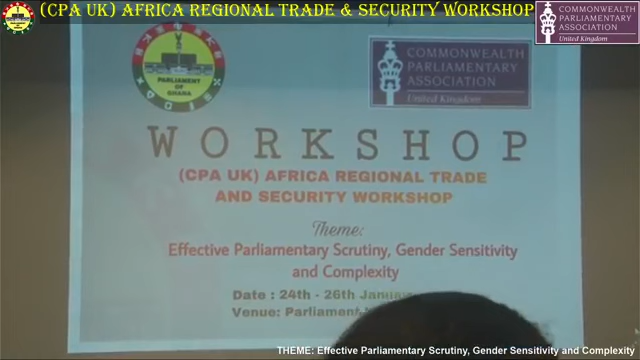 (CPA UK) AFRICA REGIONAL TRADE & SECURITY WORKSHOP
COMMONWEALTH
PARLIAMENTARY
ASSOCIATION
United Kingdom
PARLIAMENT
OF
GHANA
COMMONWEALTH
PARLIAMENTARY
ASSOCIATION
United Kingdom
WORKSHOP
(CPA UK) AFRICA REGIONAL TRADE
AND SECURITY WORKSHOP
Theme:
Effective Parliamentary Scrutiny, Gender Sensitivity
and Complexity
Date : 24th - 26th
Venue:
THEME: Effective Parliamentary Scrutiny, Gender Sensitivity and Complexity